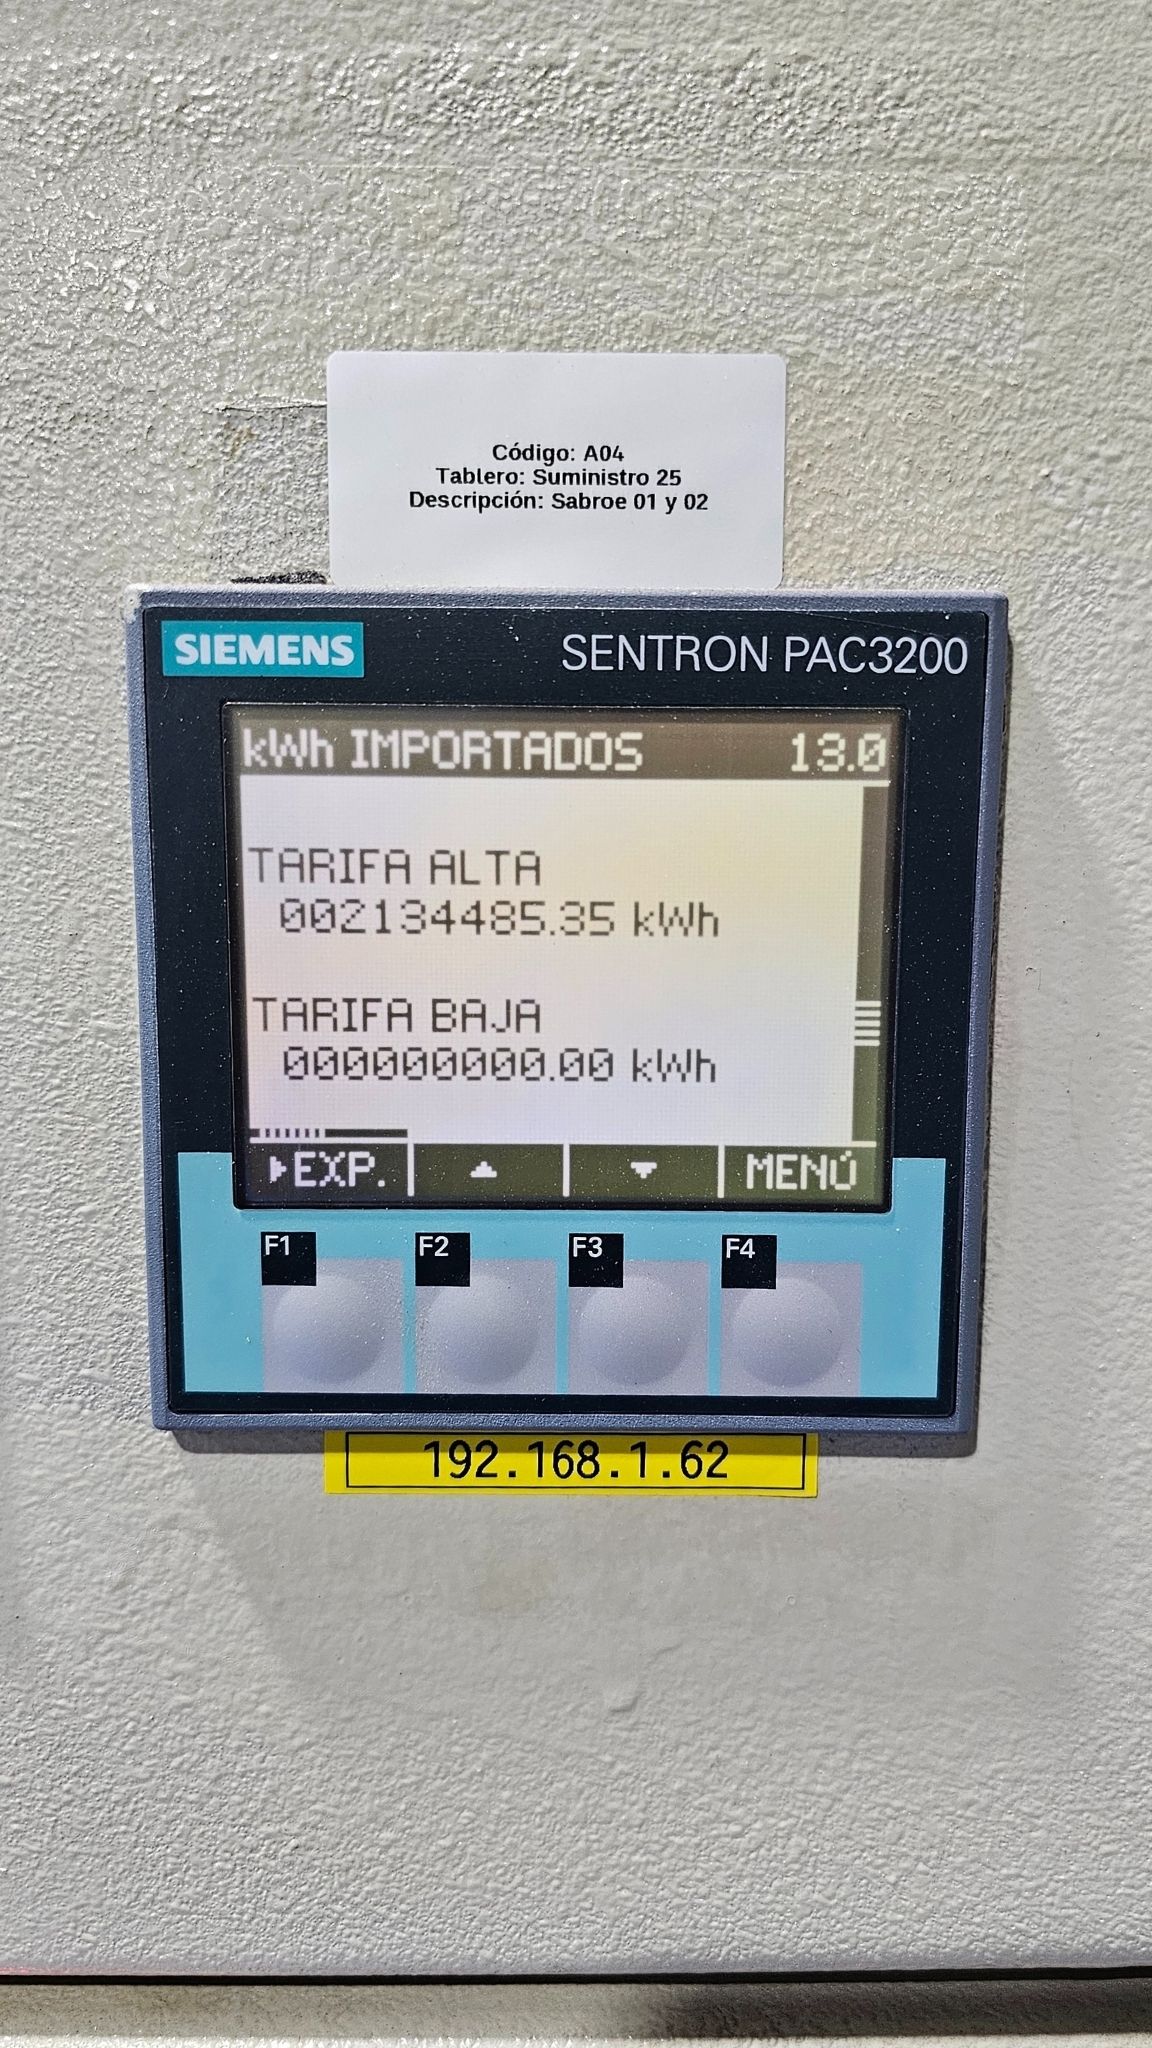 Código: A04
Tablero: Suministro 25
Descripción: Sabroe 01 y 02
SIEMENS
SENTRON PAC3200
kWh IMPORTADOS 13.0
TARIFA ALTA
002134485.35 kWh
TARIFA BAJA
000000000.00 kWh
EXP. MENÚ
F1 F2 F3 F4
192.168.1.62